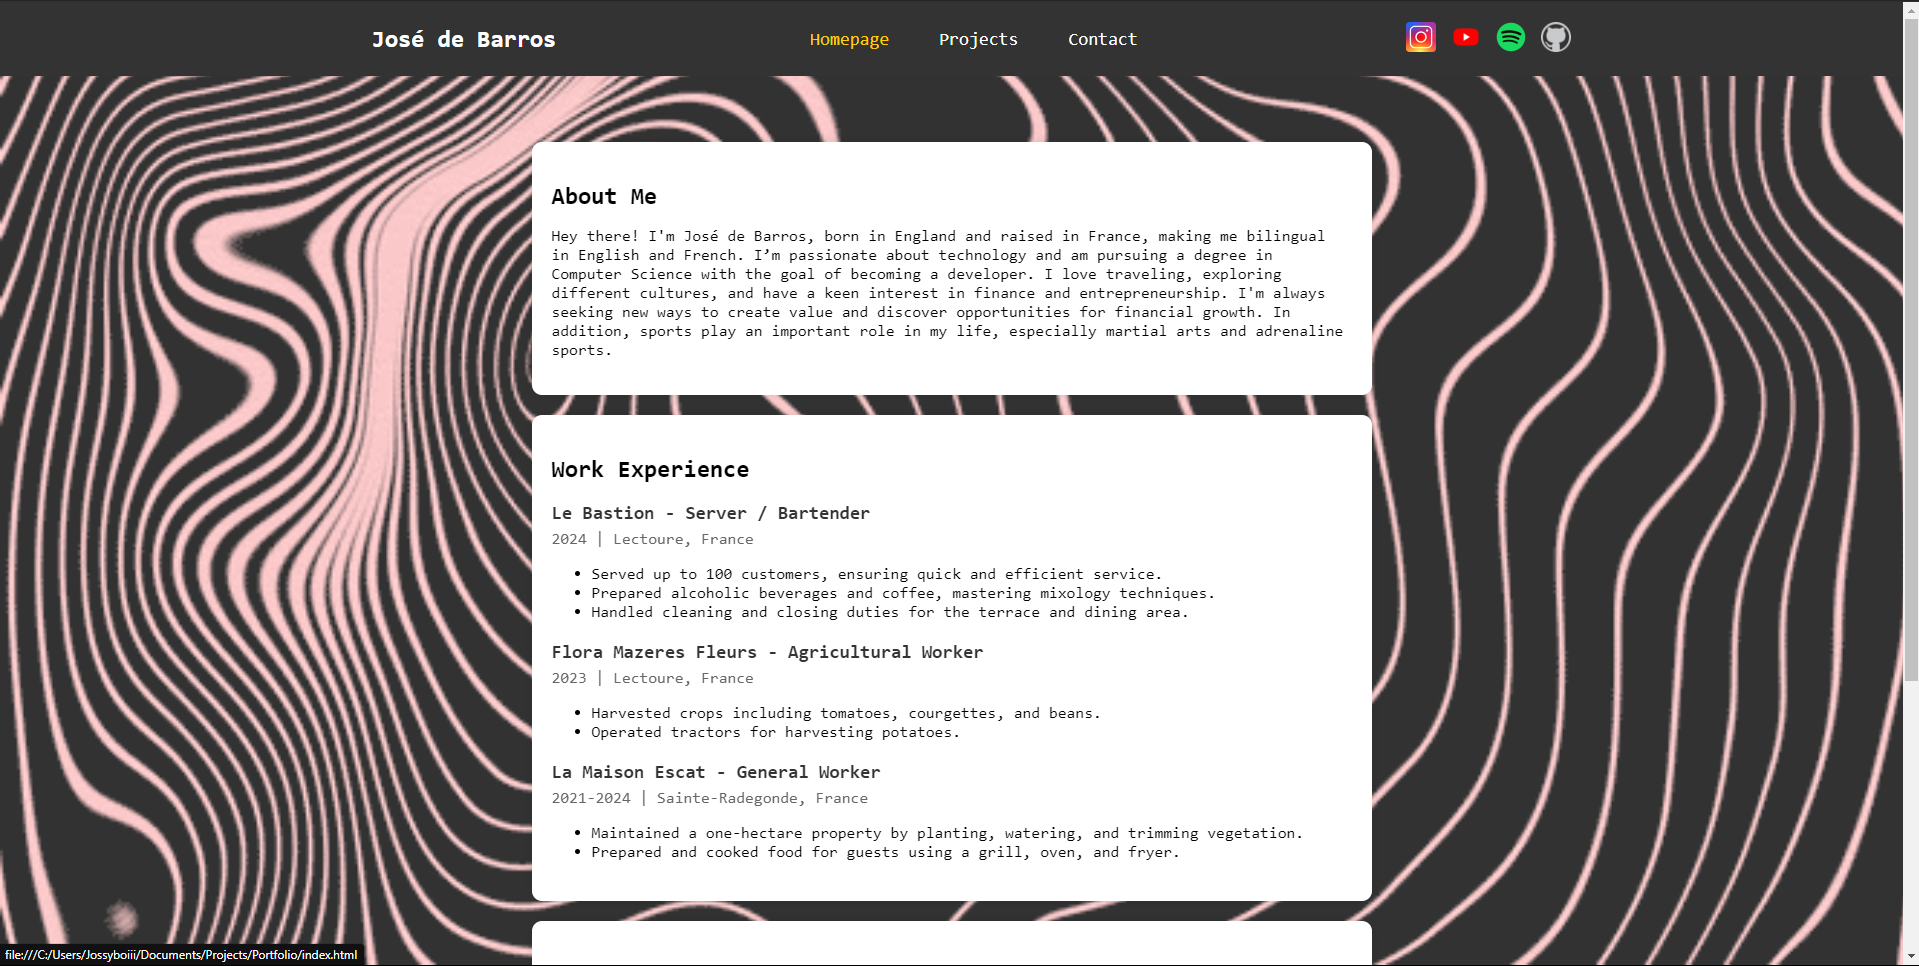 José de Barros
Homepage
Projects
Contact
About Me
Hey there! I'm José de Barros, born in England and raised in France, making me bilingual
in English and French. I’m passionate about technology and am pursuing a degree in
Computer Science with the goal of becoming a developer. I love traveling, exploring
different cultures, and have a keen interest in finance and entrepreneurship. I'm always
seeking new ways to create value and discover opportunities for financial growth. In
addition, sports play an important role in my life, especially martial arts and adrenaline
sports.
Work Experience
Le Bastion - Server / Bartender
2024 | Lectoure, France
• Served up to 100 customers, ensuring quick and efficient service.
• Prepared alcoholic beverages and coffee, mastering mixology techniques.
• Handled cleaning and closing duties for the terrace and dining area.
Flora Mazeres Fleurs - Agricultural Worker
2023 | Lectoure, France
• Harvested crops including tomatoes, courgettes, and beans.
• Operated tractors for harvesting potatoes.
La Maison Escat - General Worker
2021-2024 | Sainte-Radegonde, France
• Maintained a one-hectare property by planting, watering, and trimming vegetation.
• Prepared and cooked food for guests using a grill, oven, and fryer.
file:///C:/Users/Jossyboiii/Documents/Projects/Portfolio/index.html